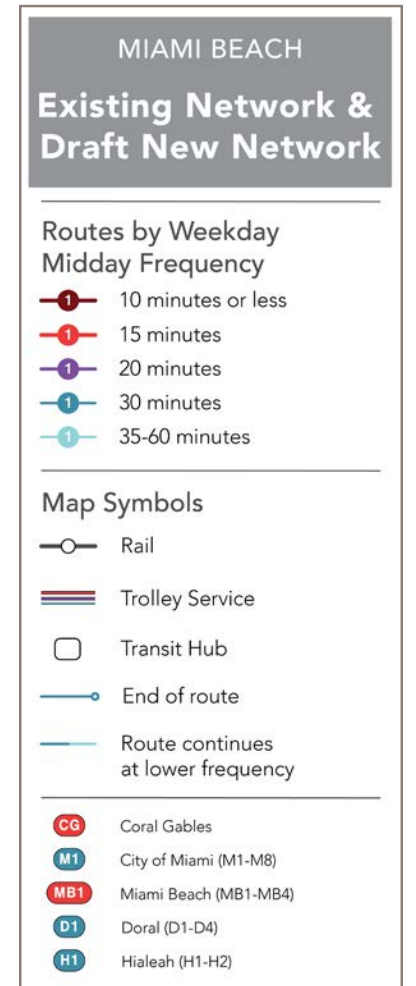 MIAMI BEACH
Existing Network &
Draft New Network
Routes by Weekday
Midday Frequency
1 10 minutes or less
1 15 minutes
1 20 minutes
1 30 minutes
1 35-60 minutes
Map Symbols
Rail
Trolley Service
Transit Hub
End of route
Route continues
at lower frequency
CG Coral Gables
M1 City of Miami (M1-M8)
MB1 Miami Beach (MB1-MB4)
D1 Doral (D1-D4)
H1 Hialeah (H1-H2)